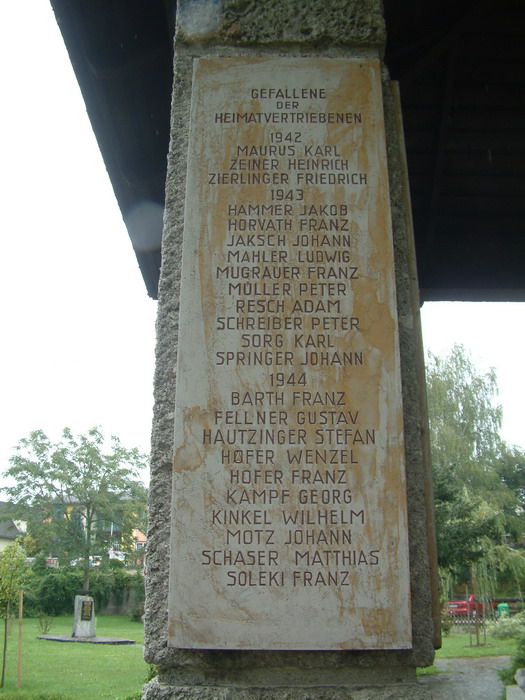 GEFALLENE
DER
HEIMATVERTRIEBENEN
1942
MAURUS KARL
ZEINER HEINRICH
ZIERLINGER FRIEDRICH
1943
HAMMER JAKOB
HORVATH FRANZ
JAKSCH JOHANN
MAHLER LUDWIG
MUGRAUER FRANZ
MÜLLER PETER
RESCH ADAM
SCHREIBER PETER
SORG KARL
SPRINGER JOHANN
1944
BARTH FRANZ
FELLNER GUSTAV
HAUTZINGER STEFAN
HOFER WENZEL
HOFER FRANZ
KAMPF GEORG
KINKEL WILHELM
MOTZ JOHANN
SCHASER MATTHIAS
SOLEKI FRANZ